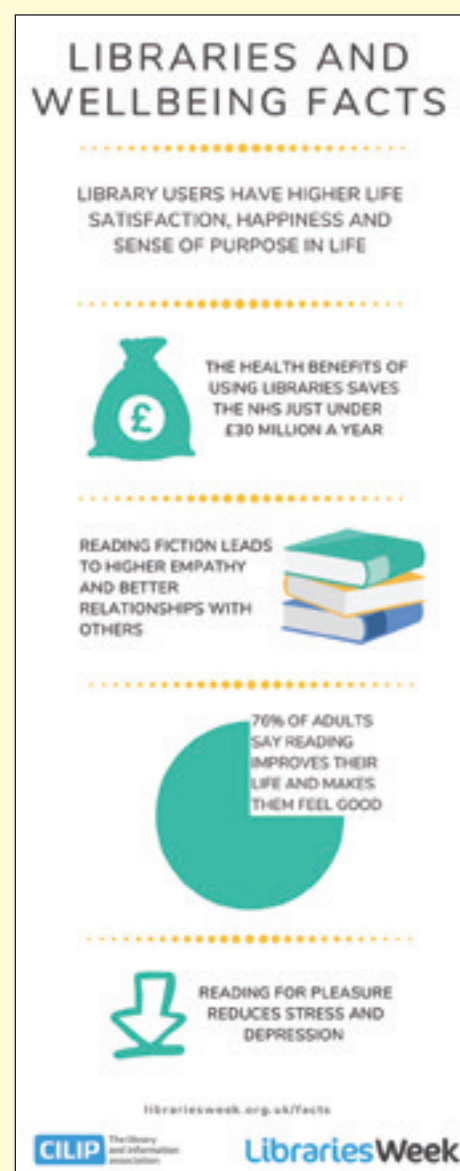 LIBRARIES AND
WELLBEING FACTS
LIBRARY USERS HAVE HIGHER LIFE
SATISFACTION, HAPPINESS AND
SENSE OF PURPOSE IN LIFE
£
THE HEALTH BENEFITS OF
USING LIBRARIES SAVES
THE NHS JUST UNDER
£30 MILLION A YEAR
READING FICTION LEADS
TO HIGHER EMPATHY
AND BETTER
RELATIONSHIPS WITH
OTHERS
76% OF ADULTS
SAY READING
IMPROVES THEIR
LIFE AND MAKES
THEM FEEL GOOD
READING FOR PLEASURE
REDUCES STRESS AND
DEPRESSION
librariesweek.org.uk/facts
CILIP
The library
and information
association
LibrariesWeek